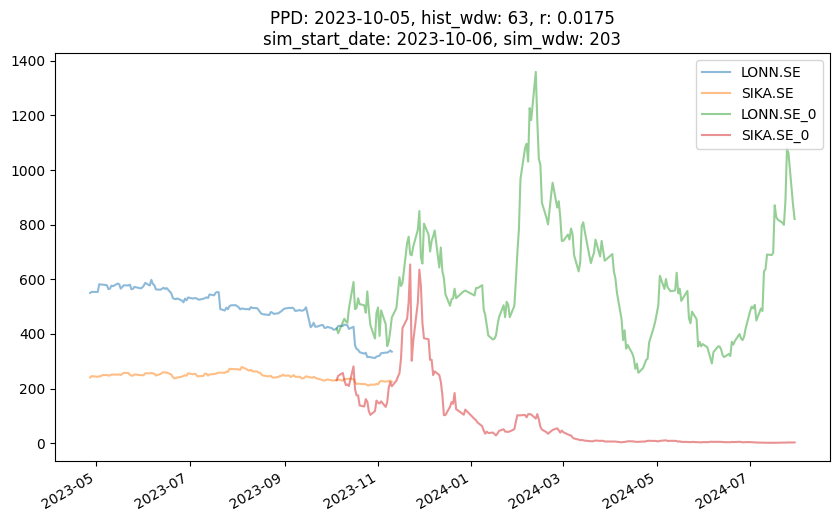 PPD: 2023-10-05, hist_wdw: 63, r: 0.0175
sim_start_date: 2023-10-06, sim_wdw: 203
1400
1200
1000
800
600
400
200
0
LONN.SE
SIKA.SE
LONN.SE_0
SIKA.SE_0
2023-05
2023-07
2023-09
2023-11
2024-01
2024-03
2024-05
2024-07